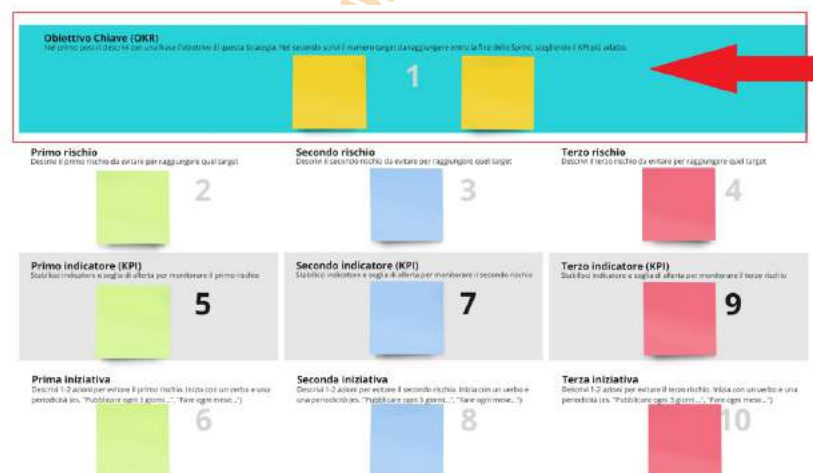 Obiettivo Chiave (OKR)
Nel primo post-it descrivi con una frase l'obiettivo di questa Strategia. Nel secondo scrivi il numero target da raggiungere entro la fine dello Sprint, scegliendo il KPI più adatto.
1
Primo rischio
Descrivi il primo rischio da evitare per raggiungere quel target
2
Secondo rischio
Descrivi il secondo rischio da evitare per raggiungere quel target
3
Terzo rischio
Descrivi il terzo rischio da evitare per raggiungere quel target
4
Primo indicatore (KPI)
Stabilisci indicatore e soglia di allerta per monitorare il primo rischio
5
Secondo indicatore (KPI)
Stabilisci indicatore e soglia di allerta per monitorare il secondo rischio
7
Terzo indicatore (KPI)
Stabilisci indicatore e soglia di allerta per monitorare il terzo rischio
9
Prima iniziativa
Descrivi 1-2 azioni per evitare il primo rischio. Inizia con un verbo e una
periodicità (es. "Pubblicare ogni 3 giorni...", "Fare ogni mese...")
6
Seconda iniziativa
Descrivi 1-2 azioni per evitare il secondo rischio. Inizia con un verbo e
una periodicità (es. "Pubblicare ogni 3 giorni...", "Fare ogni mese...")
8
Terza iniziativa
Descrivi 1-2 azioni per evitare il terzo rischio. Inizia con un verbo e una
periodicità (es. "Pubblicare ogni 3 giorni...", "Fare ogni mese...")
10